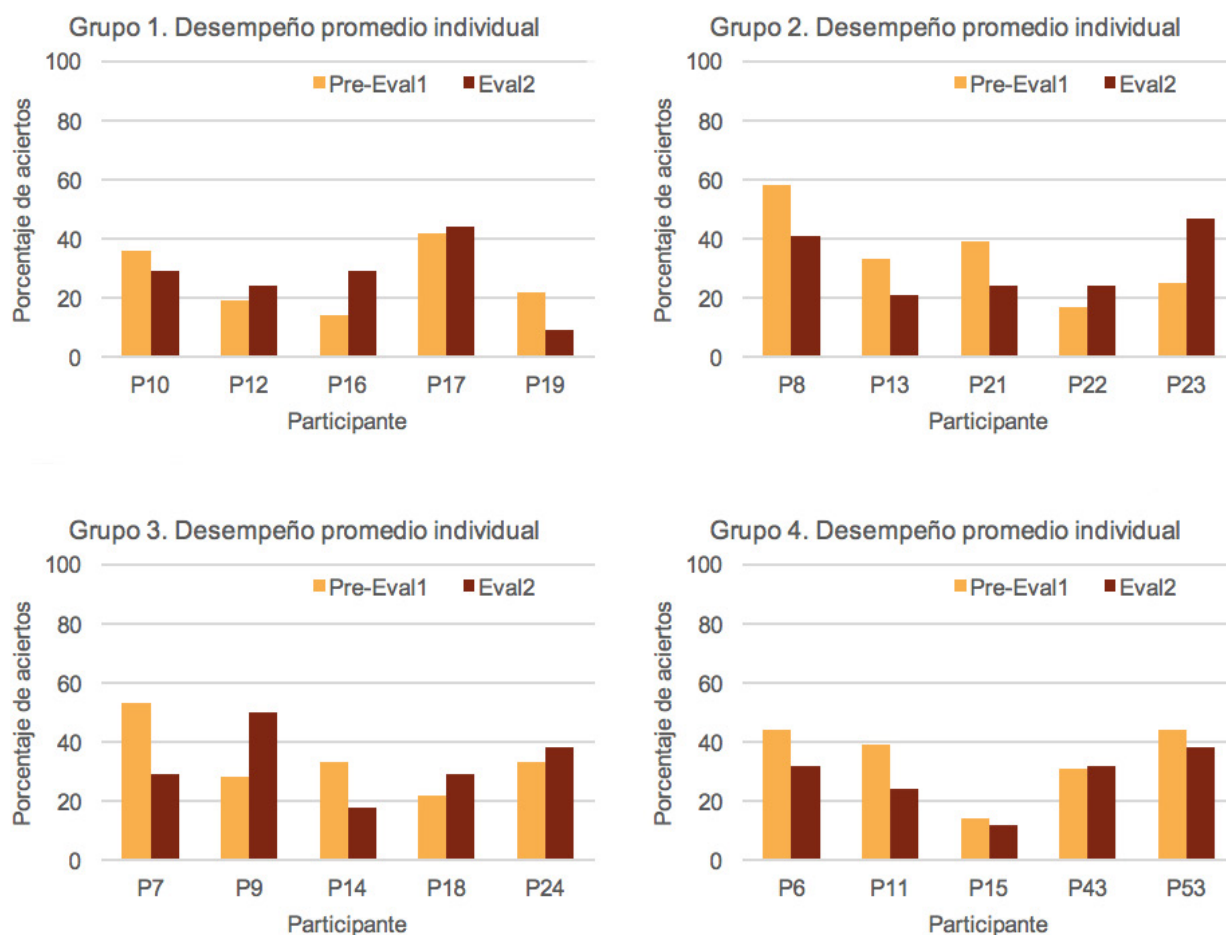 Grupo 1. Desempeño promedio individual
100
80
60
40
20
0
Porcentaje de aciertos
Pre-Eval1 Eval2
P10 P12 P16 P17 P19
Participante
Grupo 2. Desempeño promedio individual
100
80
60
40
20
0
Porcentaje de aciertos
Pre-Eval1 Eval2
P8 P13 P21 P22 P23
Participante
Grupo 3. Desempeño promedio individual
100
80
60
40
20
0
Porcentaje de aciertos
Pre-Eval1 Eval2
P7 P9 P14 P18 P24
Participante
Grupo 4. Desempeño promedio individual
100
80
60
40
20
0
Porcentaje de aciertos
Pre-Eval1 Eval2
P6 P11 P15 P43 P53
Participante